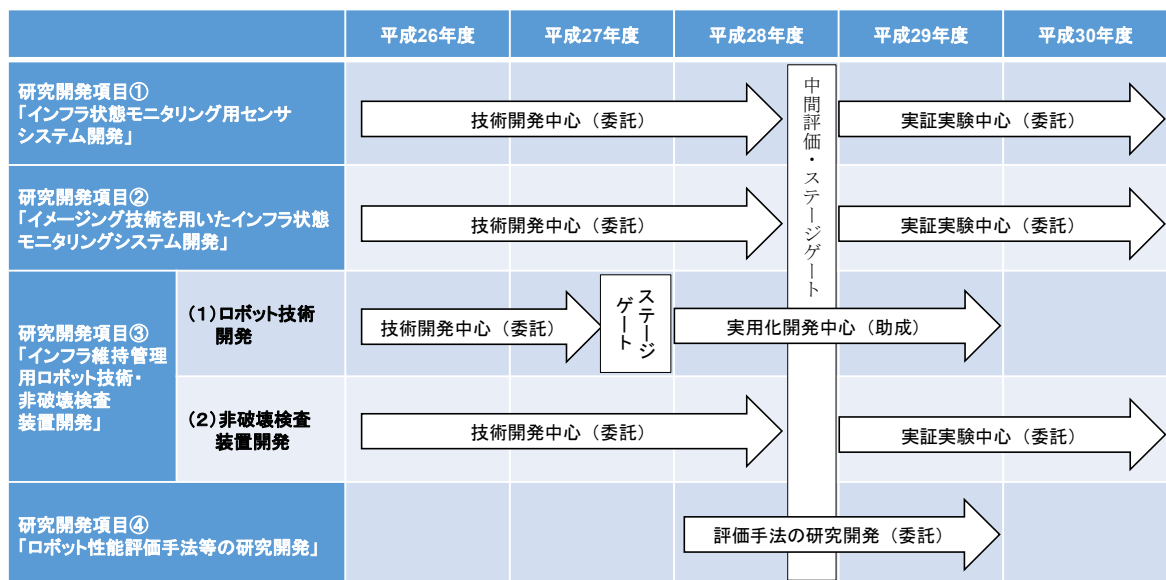 平成26年度
平成27年度
平成28年度
平成29年度
平成30年度
研究開発項目①
「インフラ状態モニタリング用センサ
システム開発」
技術開発中心（委託）
中間評価・ステージゲート
実証実験中心（委託）
研究開発項目②
「イメージング技術を用いたインフラ状態
モニタリングシステム開発」
技術開発中心（委託）
実証実験中心（委託）
研究開発項目③
「インフラ維持管理
用ロボット技術・
非破壊検査
装置開発」
（１）ロボット技術
開発
技術開発中心（委託）
ステージ
ゲート
実用化開発中心（助成）
（２）非破壊検査
装置開発
技術開発中心（委託）
実証実験中心（委託）
研究開発項目④
「ロボット性能評価手法等の研究開発」
評価手法の研究開発（委託）